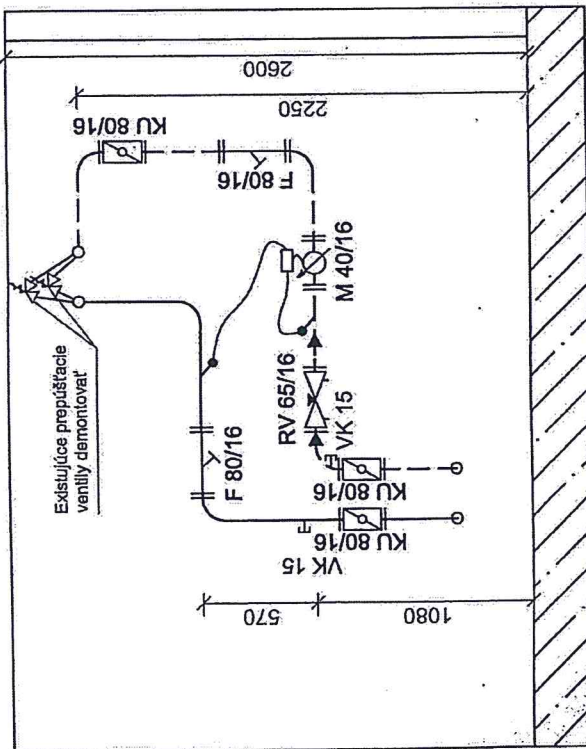 2600
2250
KU 80/16
F 80/16
M 40/16
Existujúce prepúšťacie
ventily demontovať
F 80/16
RV 65/16
VK 15
KU 80/16
KU 80/16
VK 15
570
1080